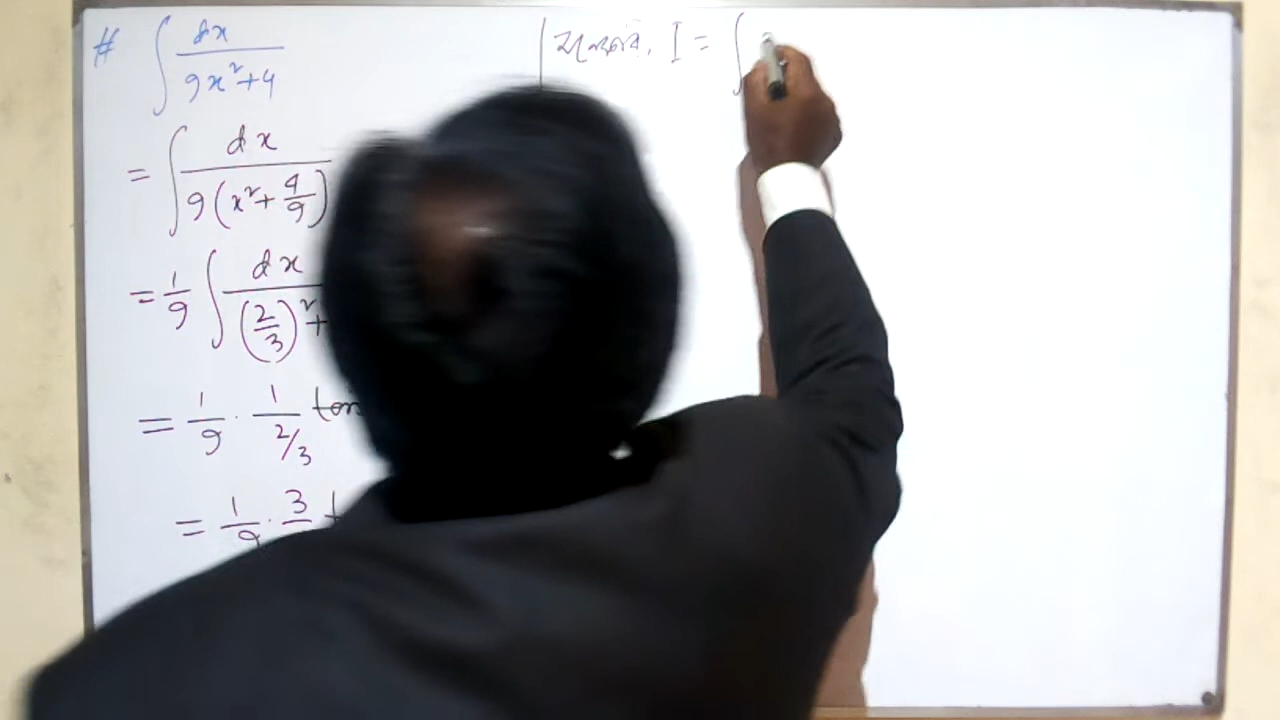 # ∫ dx / 9x²+4
= ∫ dx / 9(x²+4/9)
= 1/9 ∫ dx / (2/3)²+
= 1/9 · 1/2/3 tan
= 1/9 · 3
I = ∫